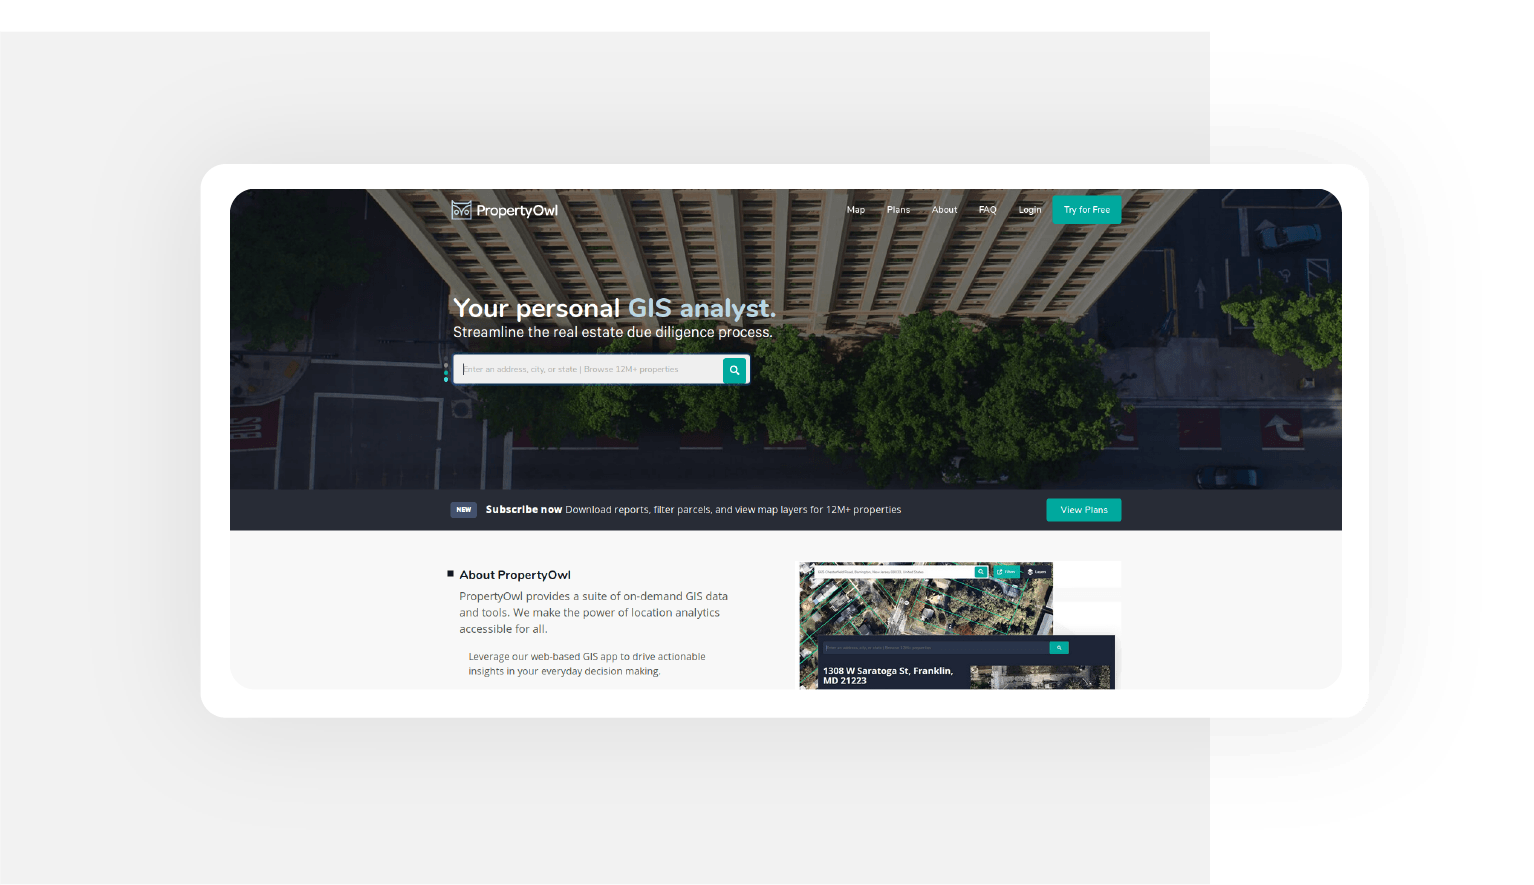 PropertyOwl
Map Plans About FAQ Login Try for Free
Your personal GIS analyst.
Streamline the real estate due diligence process.
Enter an address, city, or state | Browse 12M+ properties
NEW Subscribe now Download reports, filter parcels, and view map layers for 12M+ properties View Plans
About PropertyOwl
PropertyOwl provides a suite of on-demand GIS data
and tools. We make the power of location analytics
accessible for all.
Leverage our web-based GIS app to drive actionable
insights in your everyday decision making.
1308 W Saratoga St, Franklin,
MD 21223
BUS